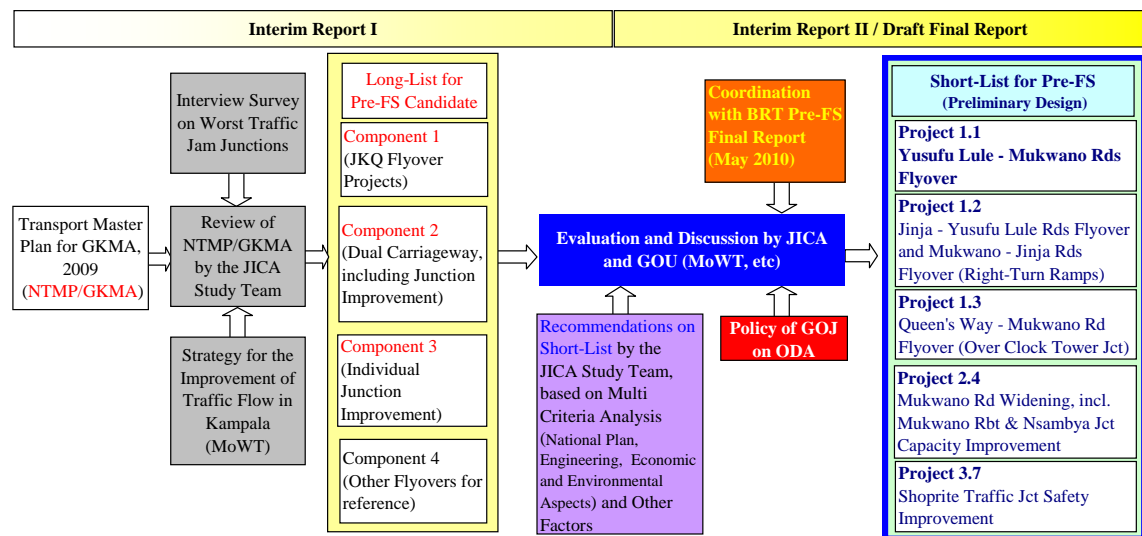 Interim Report I
Interim Report II / Draft Final Report
Transport Master
Plan for GKMA,
2009
(NTMP/GKMA)
Interview Survey
on Worst Traffic
Jam Junctions
Review of
NTMP/GKMA
by the JICA
Study Team
Strategy for the
Improvement of
Traffic Flow in
Kampala
(MoWT)
Long-List for
Pre-FS Candidate
Component 1
(JKQ Flyover
Projects)
Component 2
(Dual Carriageway,
including Junction
Improvement)
Component 3
(Individual
Junction
Improvement)
Component 4
(Other Flyovers for
reference)
Coordination
with BRT Pre-FS
Final Report
(May 2010)
Evaluation and Discussion by JICA
and GOU (MoWT, etc)
Recommendations on
Short-List by the
JICA Study Team,
based on Multi
Criteria Analysis
(National Plan,
Engineering, Economic
and Environmental
Aspects) and Other
Factors
Policy of GOJ
on ODA
Short-List for Pre-FS
(Preliminary Design)
Project 1.1
Yusufu Lule - Mukwano Rds
Flyover
Project 1.2
Jinja - Yusufu Lule Rds Flyover
and Mukwano - Jinja Rds
Flyover (Right-Turn Ramps)
Project 1.3
Queen's Way - Mukwano Rd
Flyover (Over Clock Tower Jct)
Project 2.4
Mukwano Rd Widening, incl.
Mukwano Rbt & Nsambya Jct
Capacity Improvement
Project 3.7
Shoprite Traffic Jct Safety
Improvement